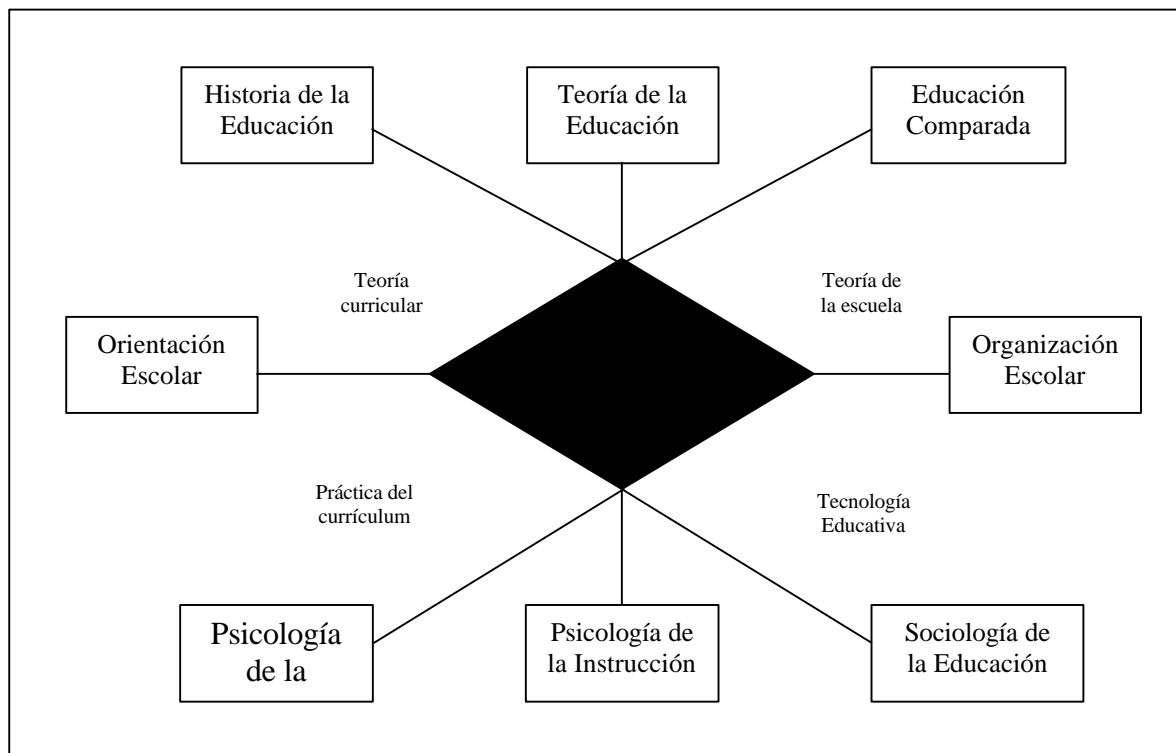 Historia de la
Educación
Teoría de la
Educación
Educación
Comparada
Teoría
curricular
Teoría de
la escuela
Orientación
Escolar
Organización
Escolar
Práctica del
currículum
Tecnología
Educativa
Psicología
de la
Psicología de
la Instrucción
Sociología de
la Educación